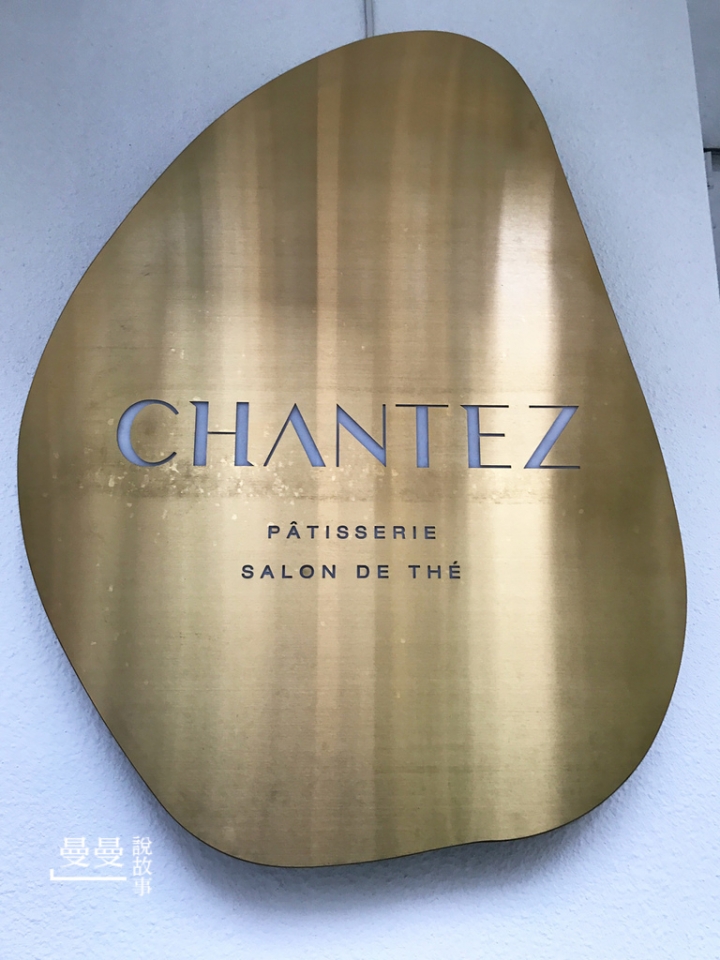 CHANTEZ
PÂTISSERIE
SALON DE THÉ
曼曼
說故事